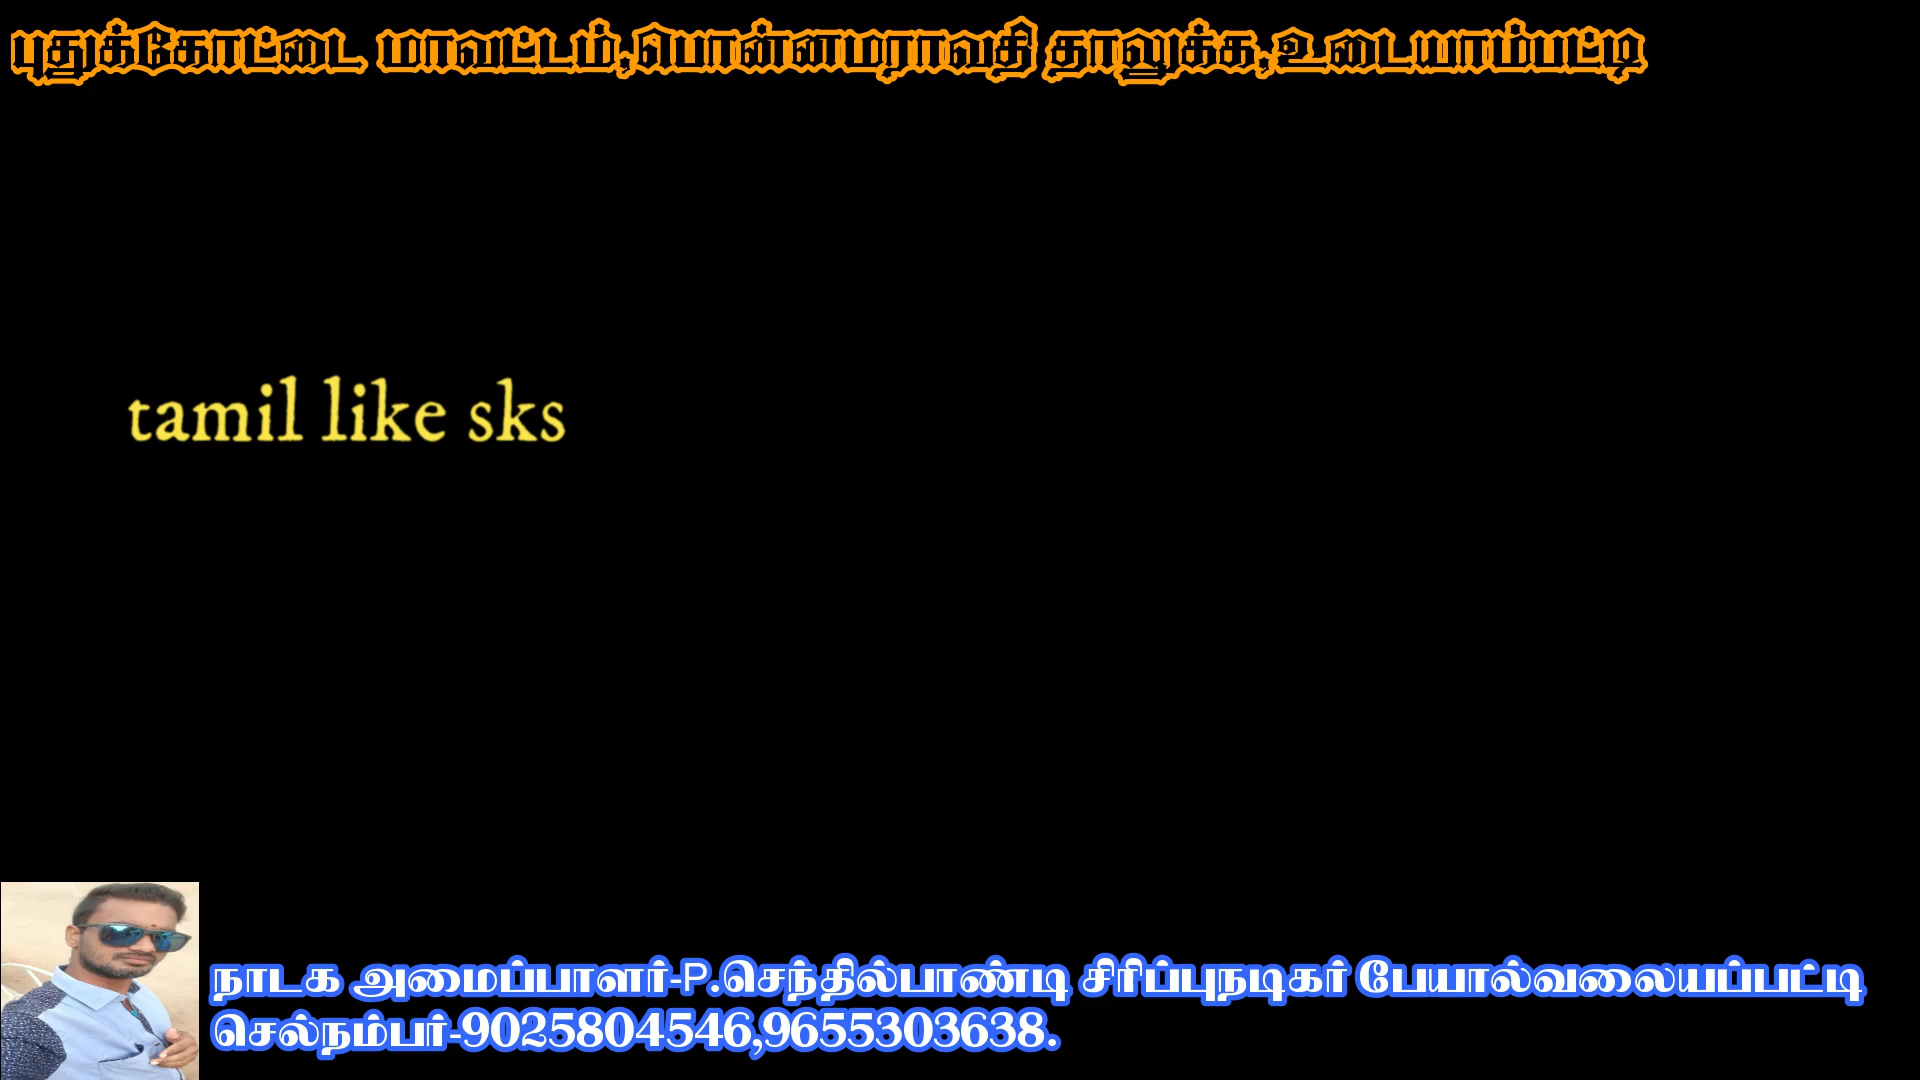 புதுக்கோட்டை மாவட்டம்,பொன்னமராவதி தாலுக்க,உடையாம்பட்டி
tamil like sks
நாடக அமைப்பாளர்-P.செந்தில்பாண்டி சிரிப்புநடிகர் பேயால்வலையப்பட்டி
செல்நம்பர்-9025804546,9655303638.